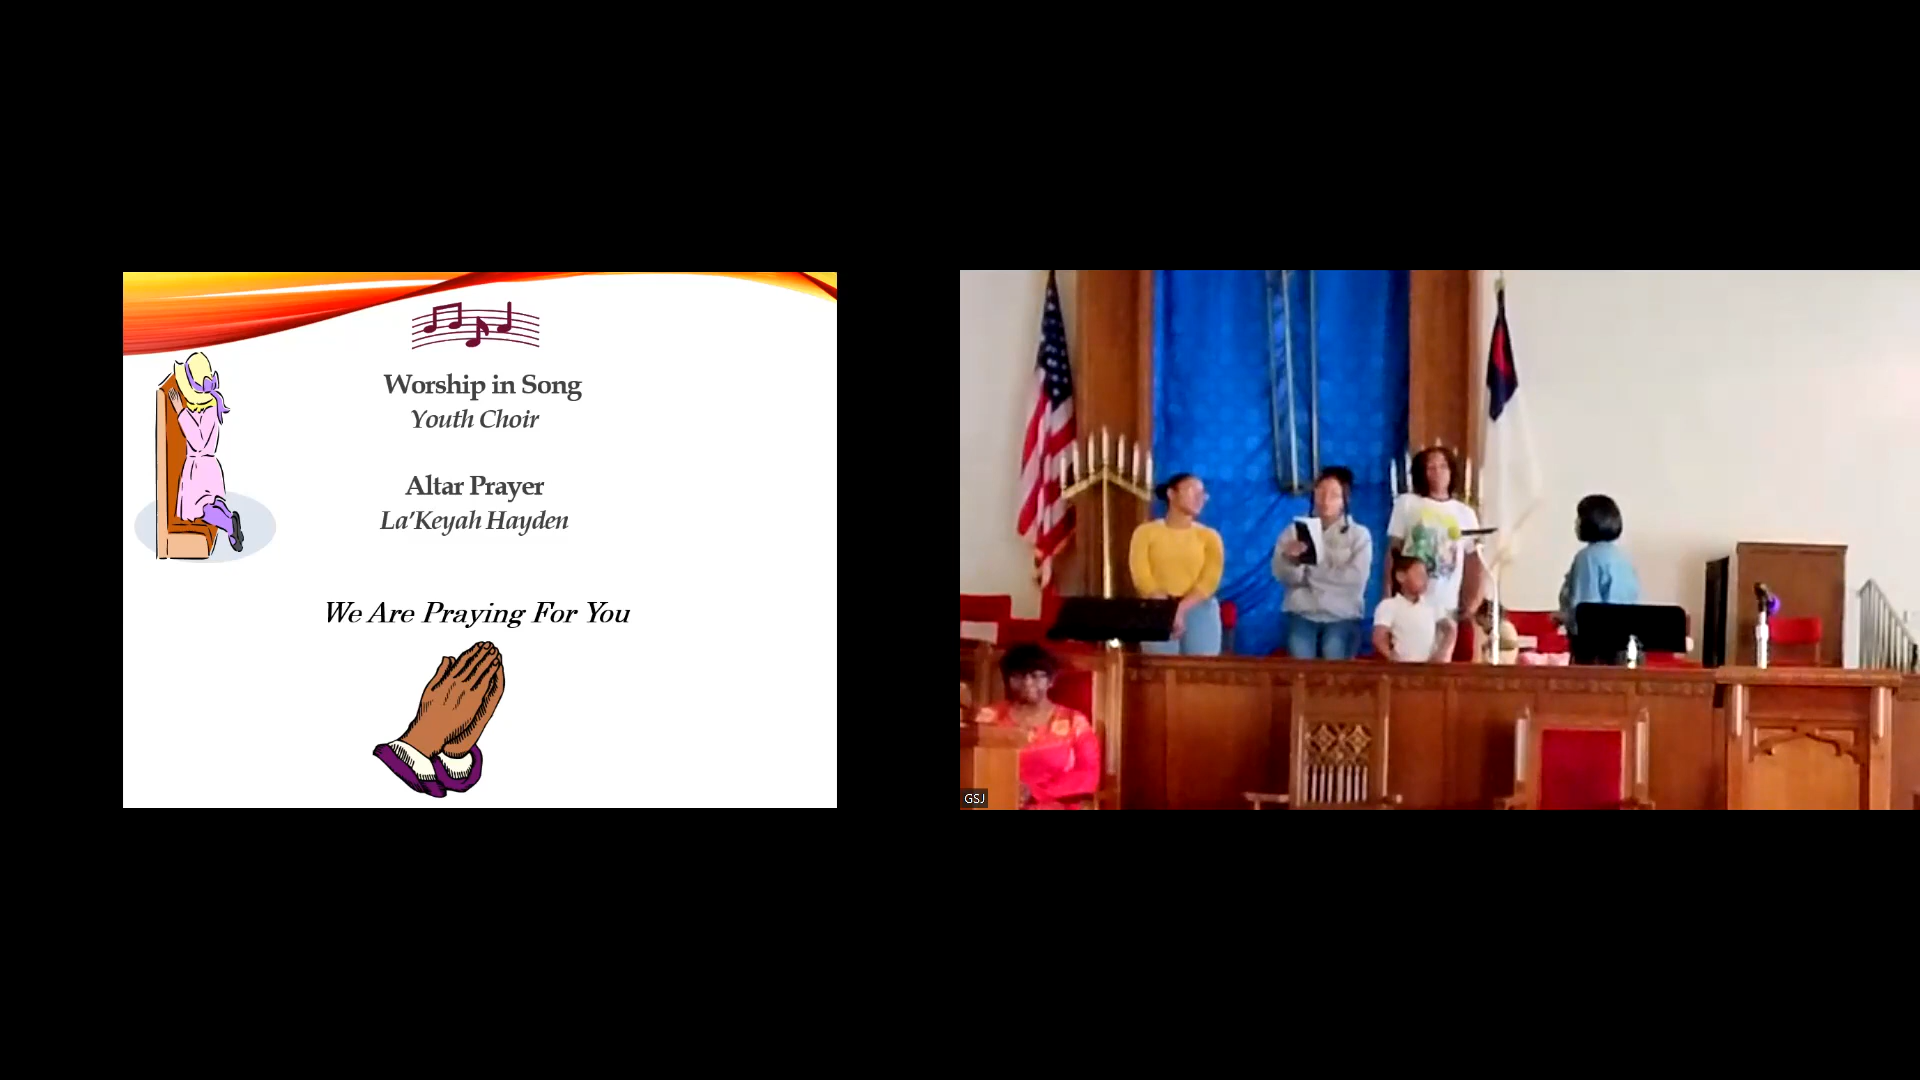 Worship in Song
Youth Choir
Altar Prayer
La'Keyah Hayden
We Are Praying For You
GSJ